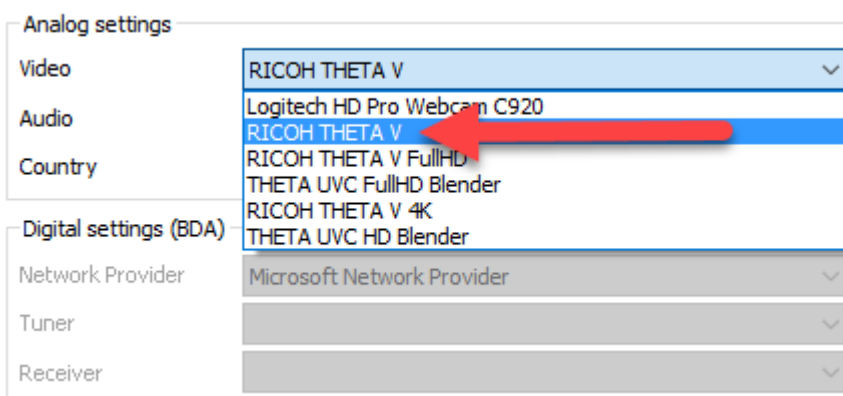 Analog settings
Video RICOH THETA V
Audio Logitech HD Pro Webcam C920
RICOH THETA V
Country RICOH THETA V FullHD
THETA UVC FullHD Blender
RICOH THETA V 4K
Digital settings (BDA) THETA UVC HD Blender
Network Provider Microsoft Network Provider
Tuner
Receiver